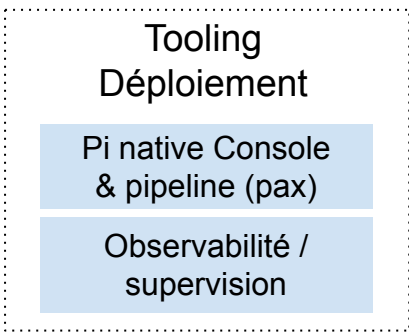 Tooling
Déploiement
Pi native Console
& pipeline (pax)
Observabilité /
supervision